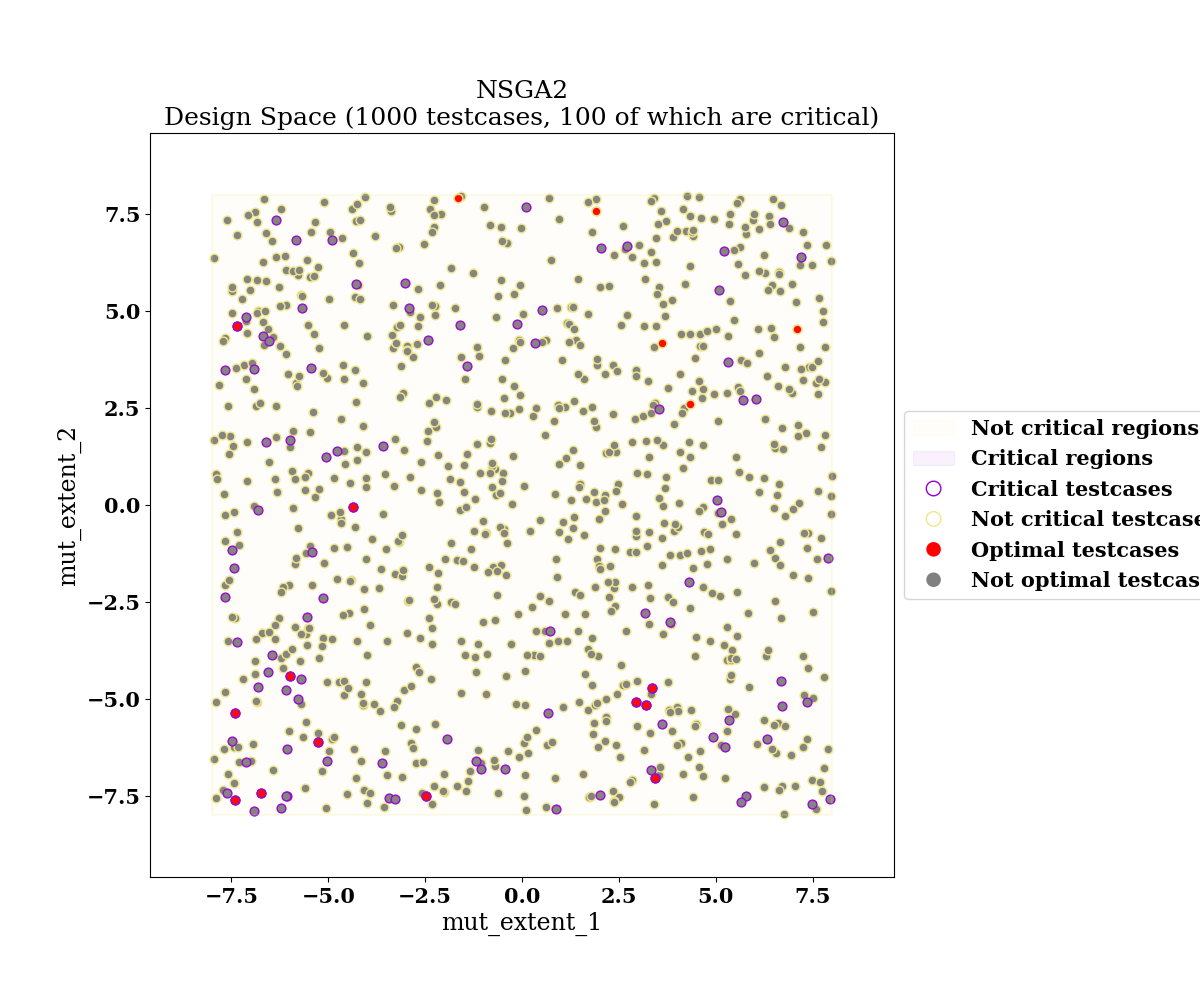 NSGA2
Design Space (1000 testcases, 100 of which are critical)
7.5
5.0
2.5
0.0
−2.5
−5.0
−7.5
mut_extent_2
−7.5 −5.0 −2.5 0.0 2.5 5.0 7.5
mut_extent_1
Not critical regions
Critical regions
Critical testcases
Not critical testcase
Optimal testcases
Not optimal testcas